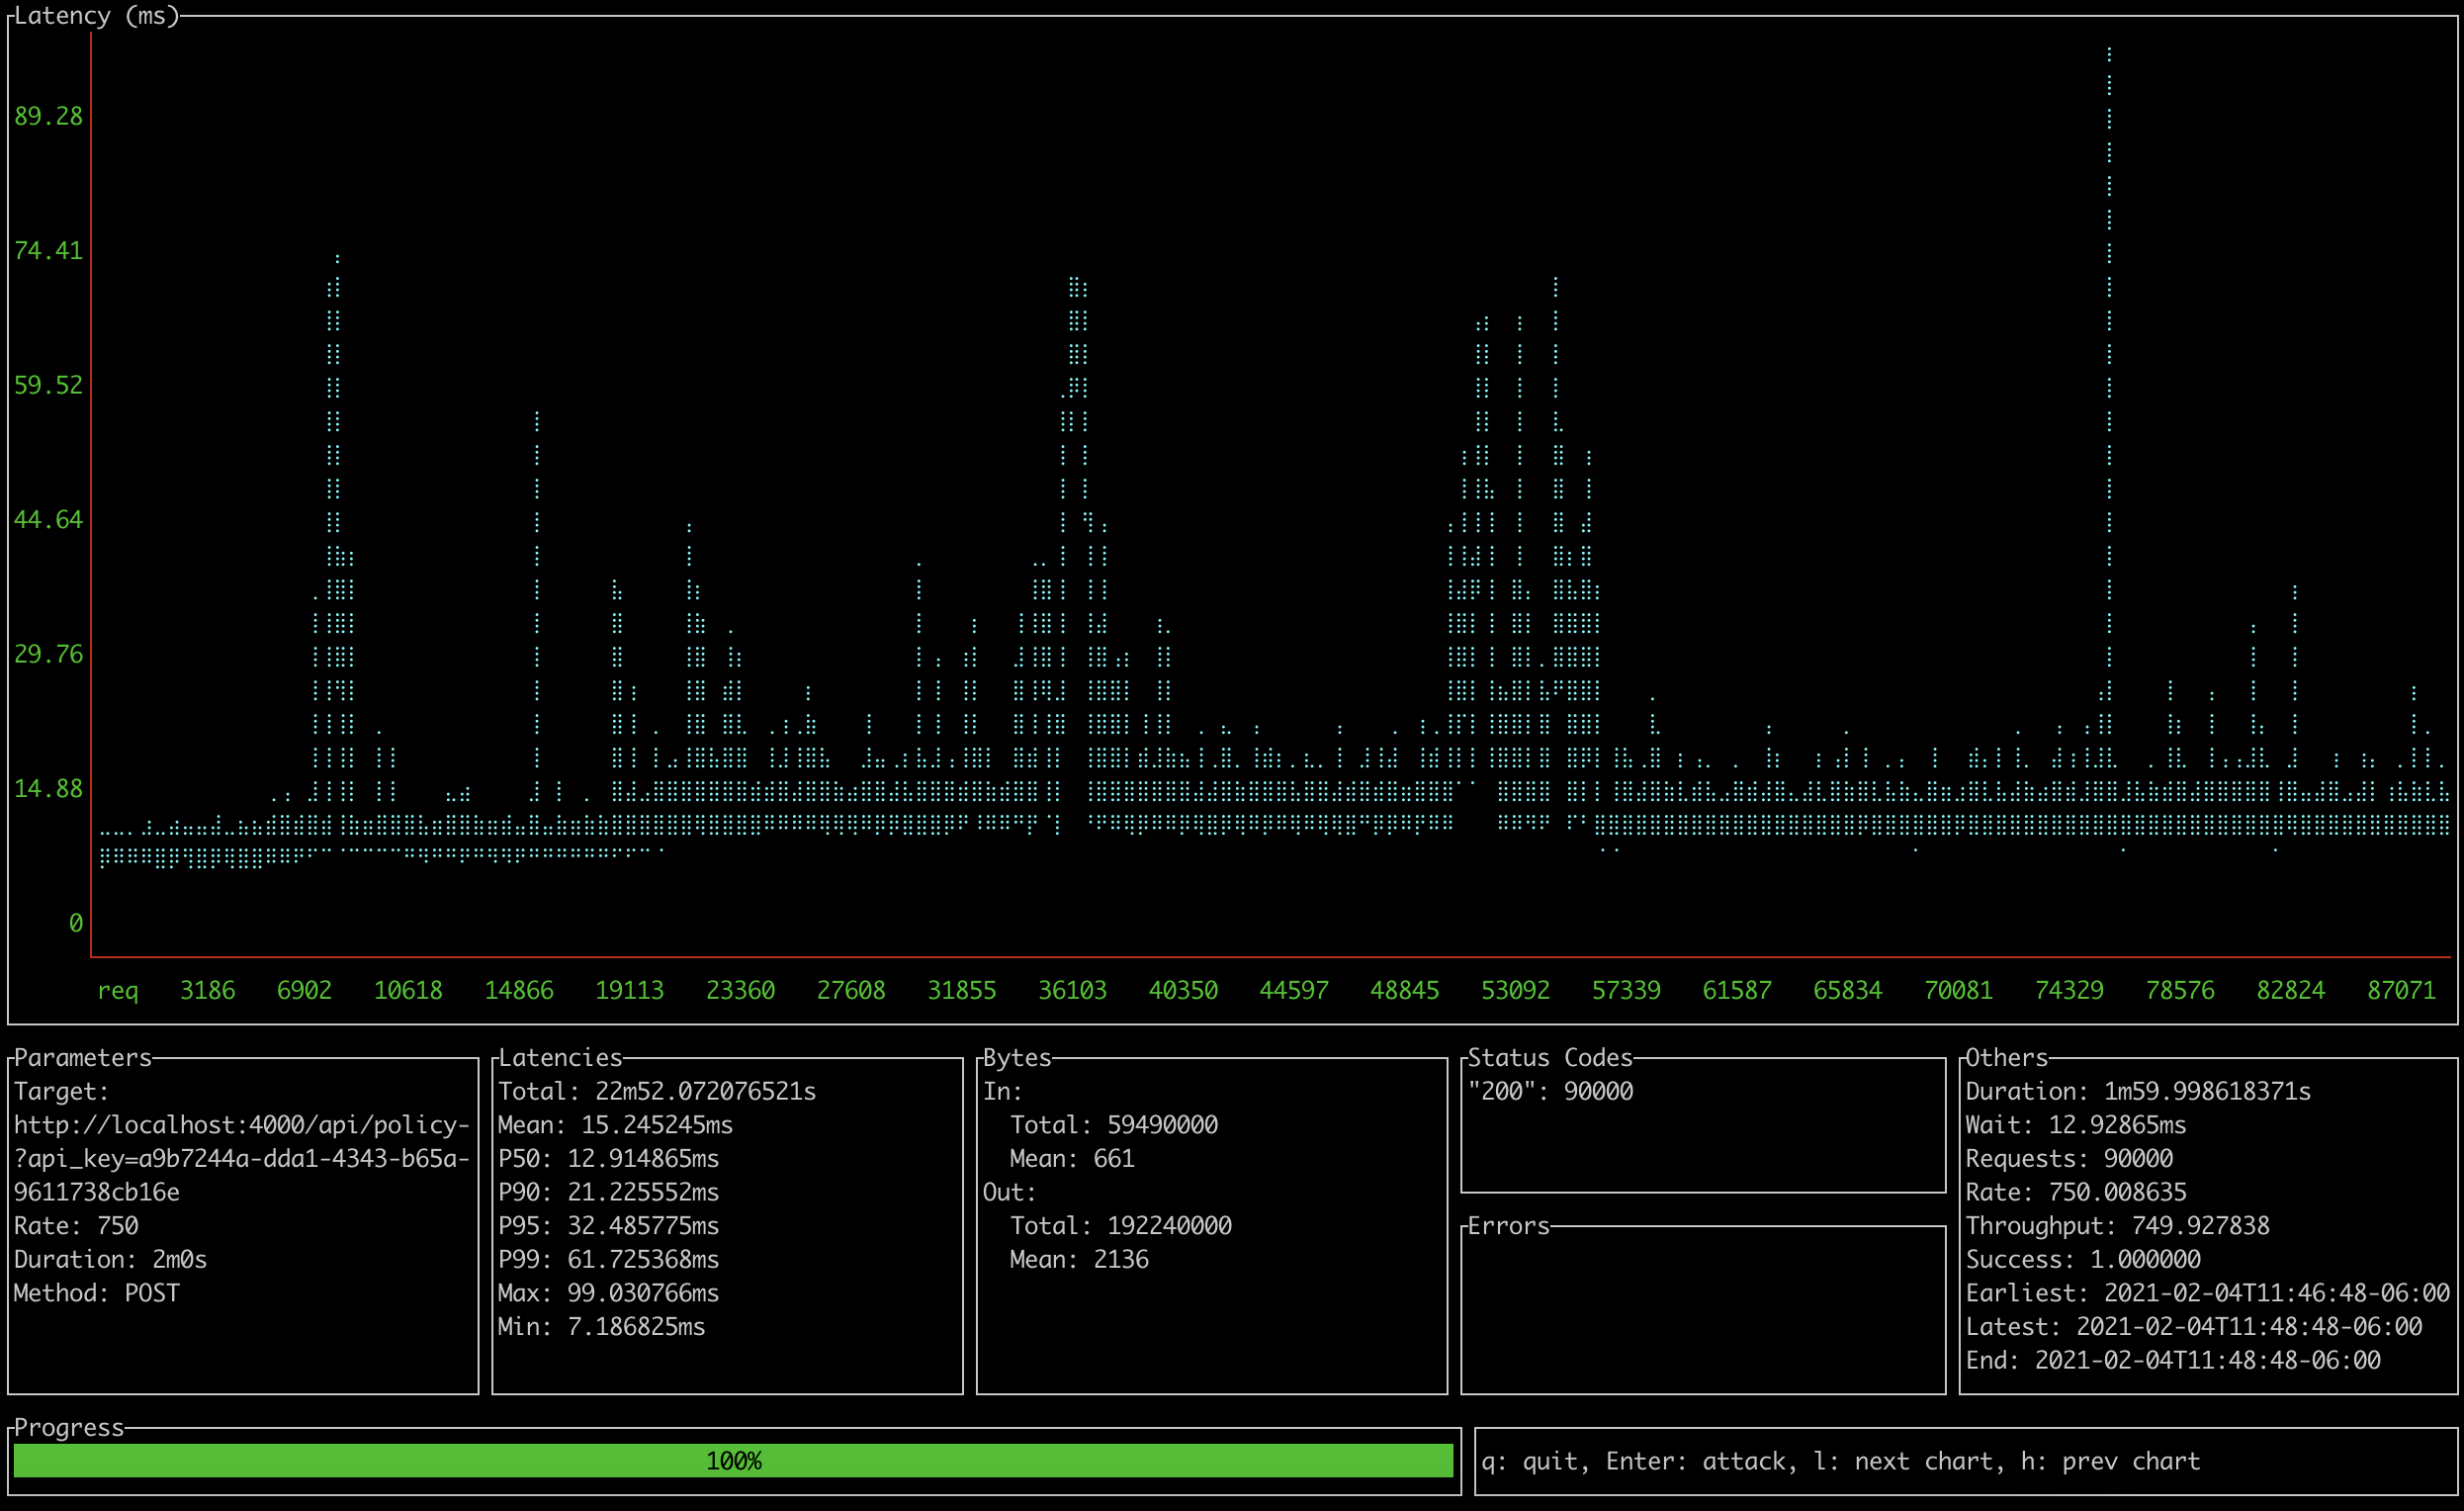 Latency (ms)
89.28
74.41
59.52
44.64
29.76
14.88
0
req 3186 6902 10618 14866 19113 23360 27608 31855 36103 40350 44597 48845 53092 57339 61587 65834 70081 74329 78576 82824 87071
Parameters
Target:
http://localhost:4000/api/policy-
?api_key=a9b7244a-dda1-4343-b65a-
9611738cb16e
Rate: 750
Duration: 2m0s
Method: POST
Latencies
Total: 22m52.072076521s
Mean: 15.245245ms
P50: 12.914865ms
P90: 21.225552ms
P95: 32.485775ms
P99: 61.725368ms
Max: 99.030766ms
Min: 7.186825ms
Bytes
In:
Total: 59490000
Mean: 661
Out:
Total: 192240000
Mean: 2136
Status Codes
"200": 90000
Errors
Others
Duration: 1m59.998618371s
Wait: 12.92865ms
Requests: 90000
Rate: 750.008635
Throughput: 749.927838
Success: 1.000000
Earliest: 2021-02-04T11:46:48-06:00
Latest: 2021-02-04T11:48:48-06:00
End: 2021-02-04T11:48:48-06:00
Progress
100%
q: quit, Enter: attack, l: next chart, h: prev chart